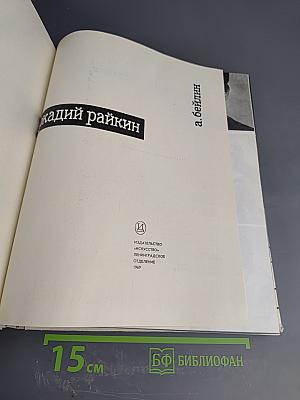 а. бейлин
кадий райкин
ИЗДАТЕЛЬСТВО
«ИСКУССТВО»
ЛЕНИНГРАДСКОЕ
ОТДЕЛЕНИЕ
1969
15 см
БФ БИБЛИОФАН